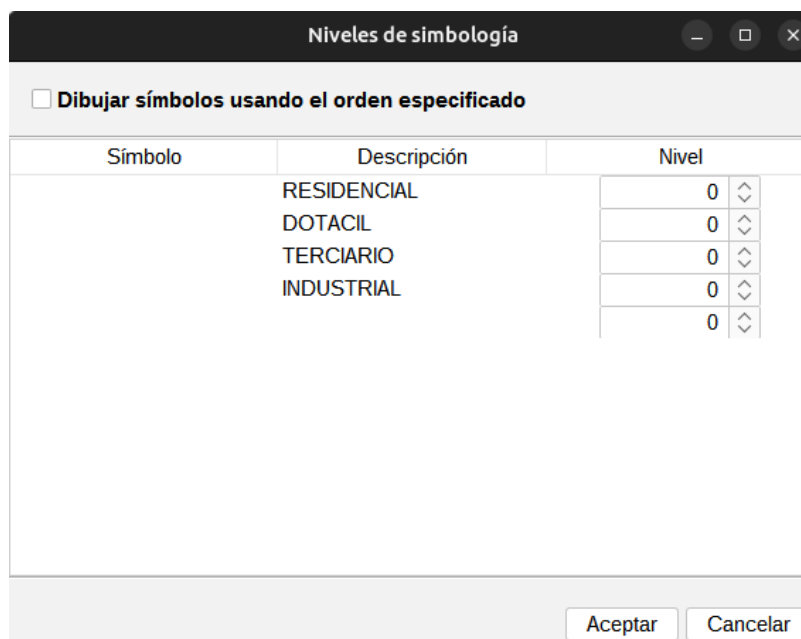 Niveles de simbología
Dibujar símbolos usando el orden especificado
Símbolo Descripción Nivel
RESIDENCIAL 0
DOTACIL 0
TERCIARIO 0
INDUSTRIAL 0
0
Aceptar Cancelar